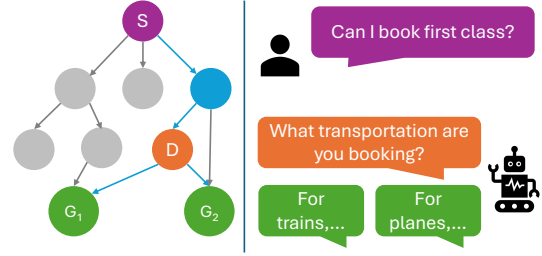 S
D
G₁
G₂
Can I book first class?
What transportation are
you booking?
For
trains,...
For
planes,...